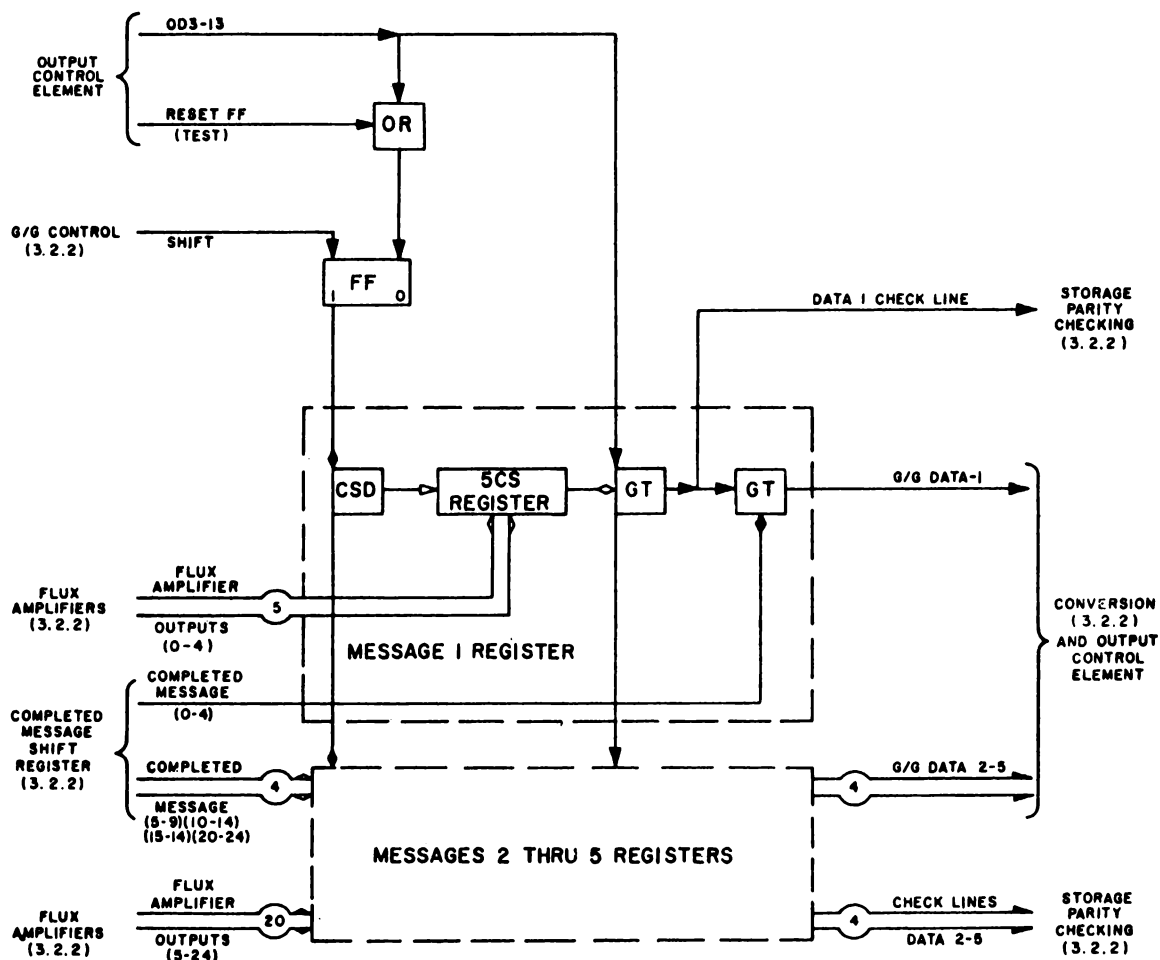 OD3-13
OUTPUT
CONTROL
ELEMENT
RESET FF
(TEST)
OR
G/G CONTROL
(3.2.2)
SHIFT
FF
1 0
DATA 1 CHECK LINE
STORAGE
PARITY
CHECKING
(3.2.2)
CSD
5CS
REGISTER
GT
GT
G/G DATA-1
FLUX
AMPLIFIERS
(3.2.2)
FLUX
AMPLIFIER
5
OUTPUTS
(0-4)
MESSAGE 1 REGISTER
CONVERSION
(3.2.2)
AND OUTPUT
CONTROL
ELEMENT
COMPLETED
MESSAGE
SHIFT
REGISTER
(3.2.2)
COMPLETED
MESSAGE
(0-4)
COMPLETED
4
MESSAGE
(5-9)(10-14)
(15-14)(20-24)
4
G/G DATA 2-5
MESSAGES 2 THRU 5 REGISTERS
FLUX
AMPLIFIERS
(3.2.2)
FLUX
AMPLIFIER
20
OUTPUTS
(5-24)
4
CHECK LINES
DATA 2-5
STORAGE
PARITY
CHECKING
(3.2.2)